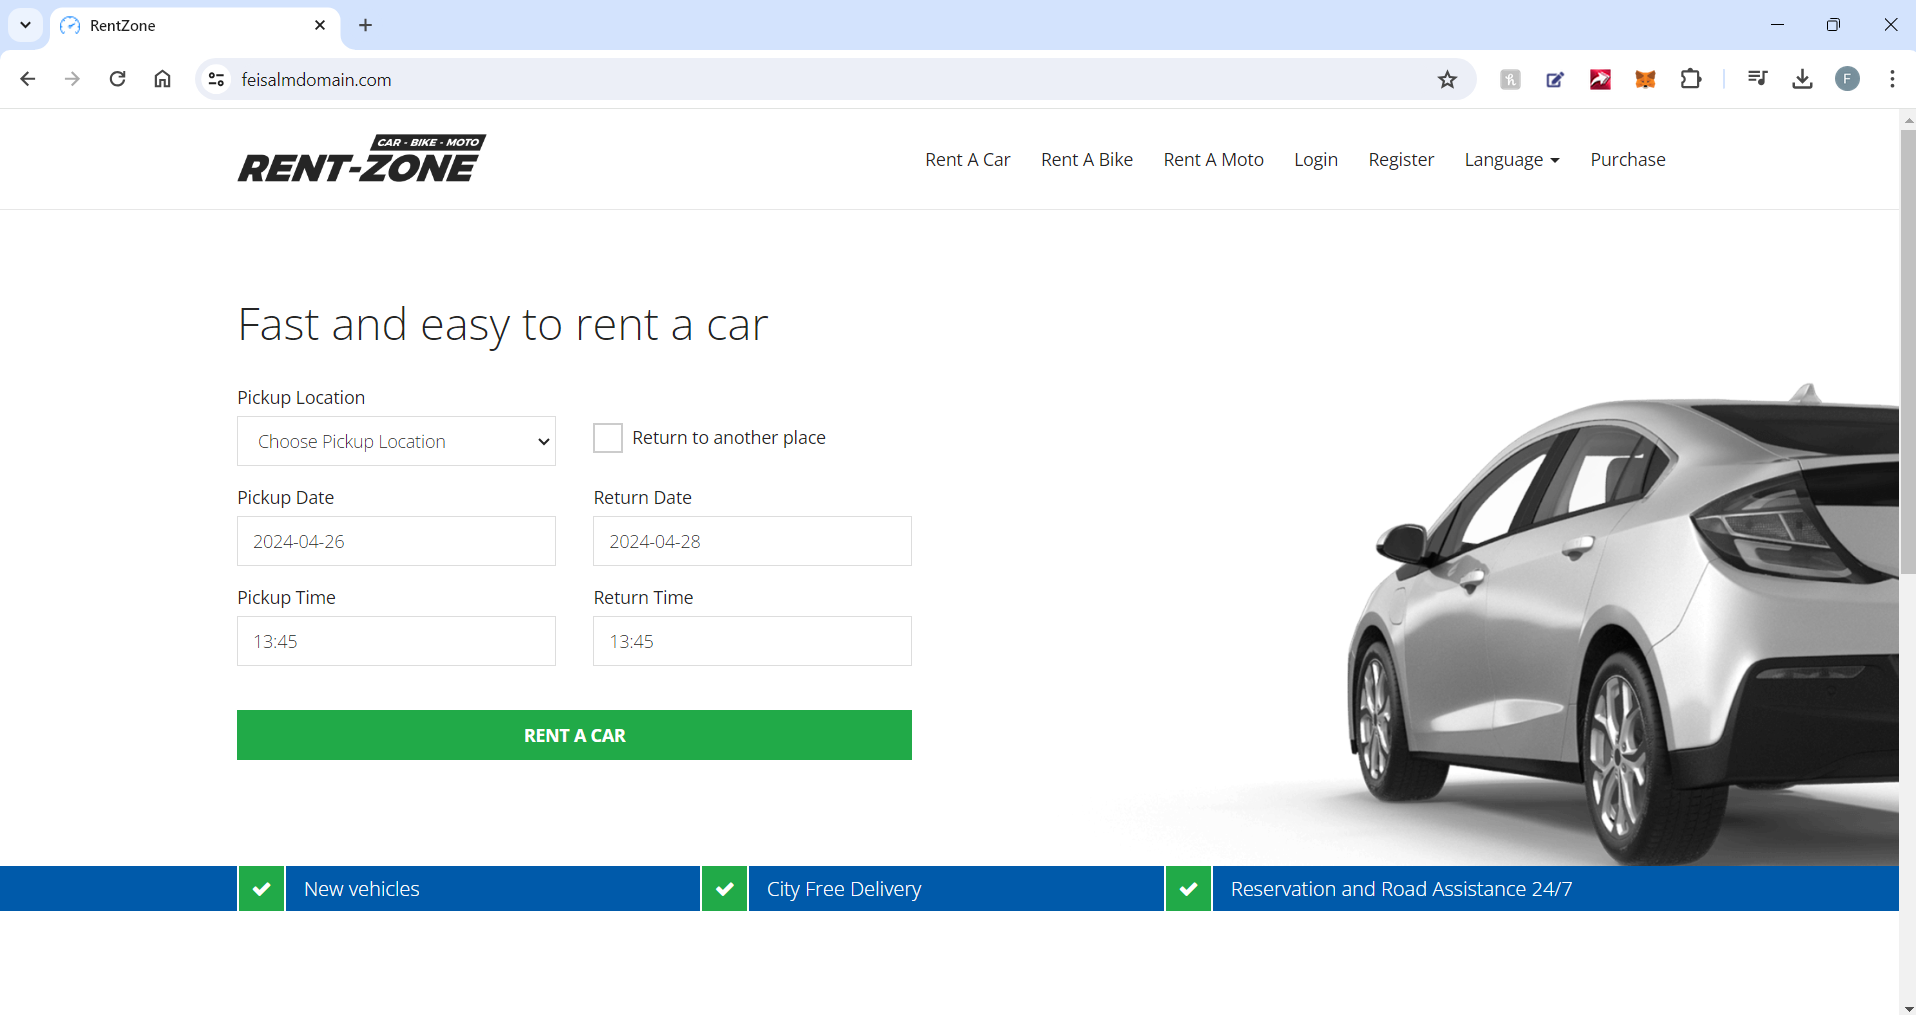 RentZone
feisalmdomain.com
F
CAR - BIKE - MOTO
RENT-ZONE
Rent A Car
Rent A Bike
Rent A Moto
Login
Register
Language
Purchase
Fast and easy to rent a car
Pickup Location
Choose Pickup Location
Return to another place
Pickup Date
Return Date
2024-04-26
2024-04-28
Pickup Time
Return Time
13:45
13:45
RENT A CAR
New vehicles
City Free Delivery
Reservation and Road Assistance 24/7